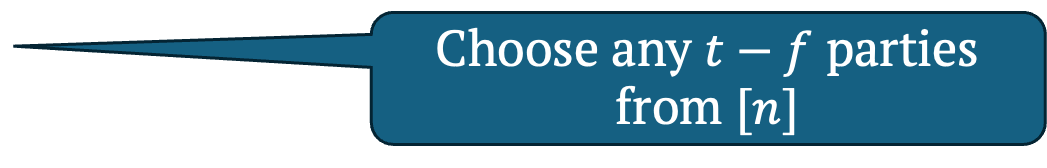 Choose any t − f parties
from [n]